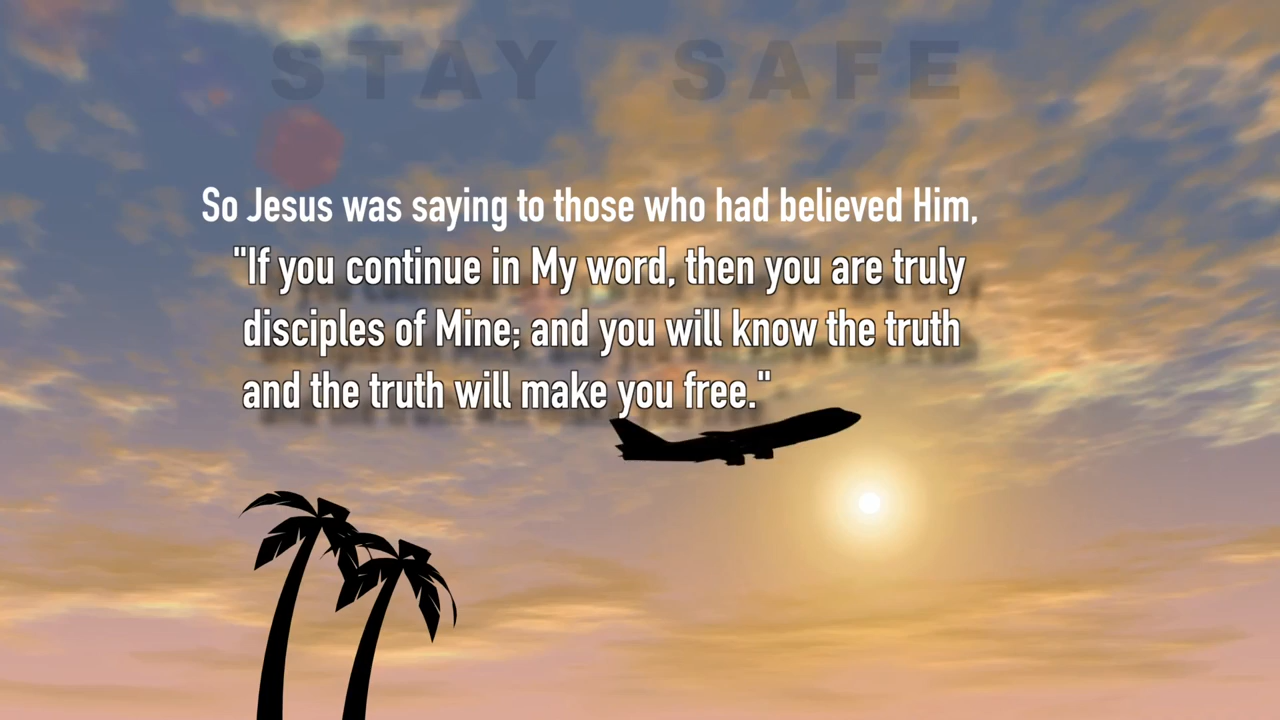 STAY SAFE
So Jesus was saying to those who had believed Him,
"If you continue in My word, then you are truly
disciples of Mine; and you will know the truth
and the truth will make you free."